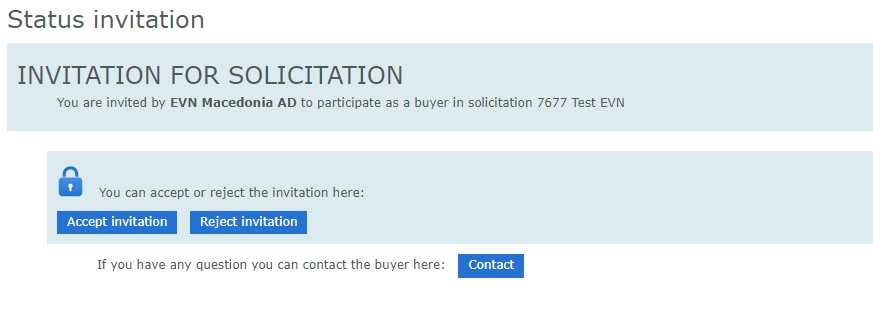 Status invitation
INVITATION FOR SOLICITATION
You are invited by EVN Macedonia AD to participate as a buyer in solicitation 7677 Test EVN
You can accept or reject the invitation here:
Accept invitation Reject invitation
If you have any question you can contact the buyer here: Contact